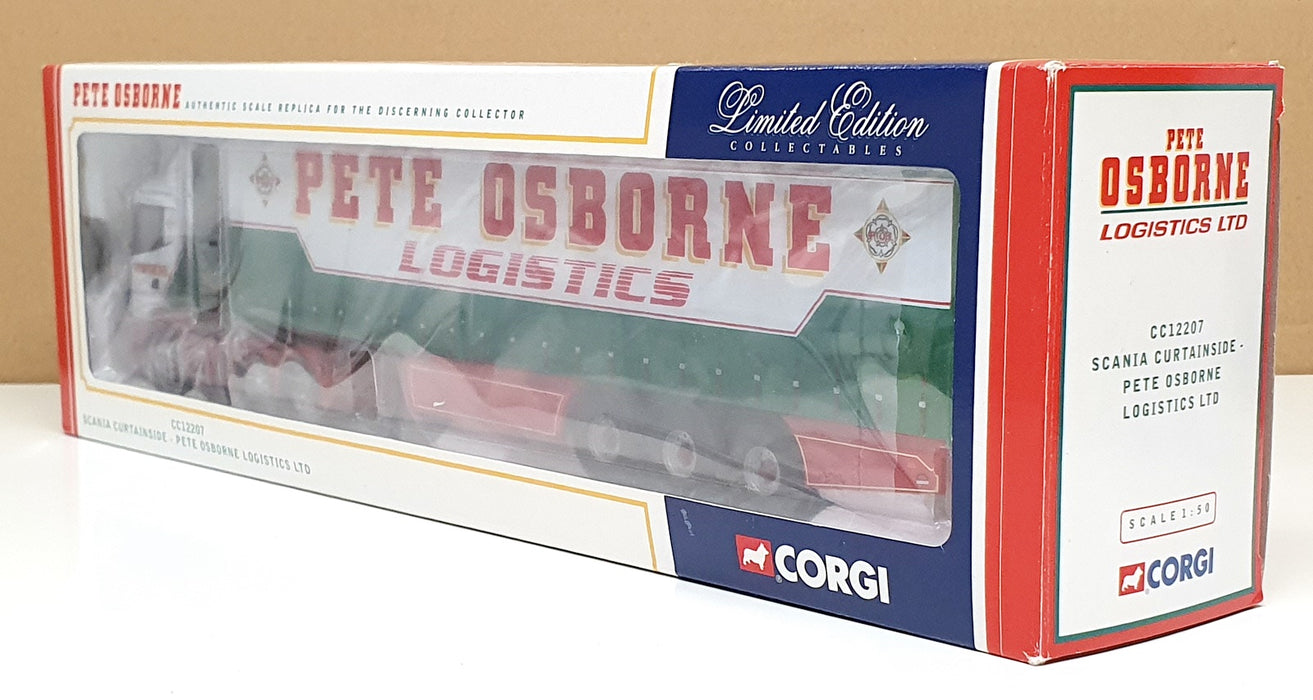 PETE OSBORNE AUTHENTIC SCALE REPLICA FOR THE DISCERNING COLLECTOR
Limited Edition
COLLECTABLES
PETE OSBORNE
LOGISTICS
CC12207
SCANIA CURTAINSIDE - PETE OSBORNE LOGISTICS LTD
CORGI
PETE
OSBORNE
LOGISTICS LTD
CC12207
SCANIA CURTAINSIDE -
PETE OSBORNE
LOGISTICS LTD
SCALE 1:50
CORGI